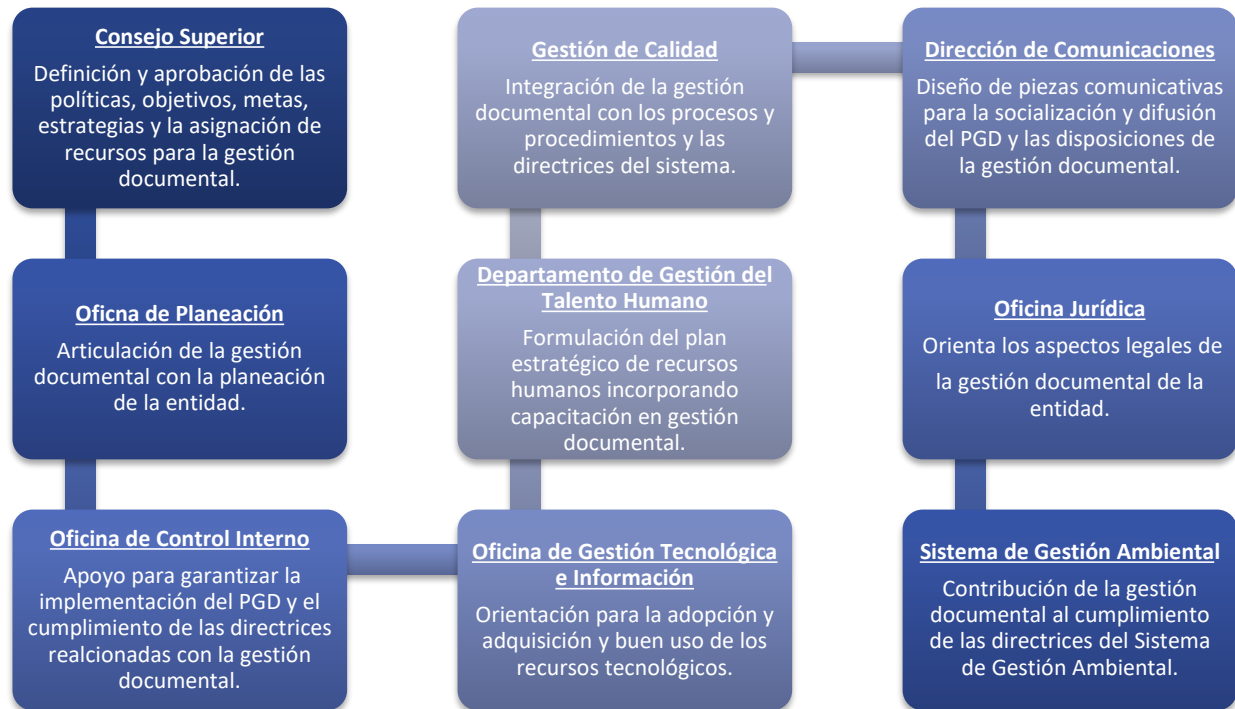 Consejo Superior
Definición y aprobación de las
políticas, objetivos, metas,
estrategias y la asignación de
recursos para la gestión
documental.
Oficna de Planeación
Articulación de la gestión
documental con la planeación
de la entidad.
Oficina de Control Interno
Apoyo para garantizar la
implementación del PGD y el
cumplimiento de las directrices
realcionadas con la gestión
documental.
Oficina de Gestión Tecnológica
e Información
Orientación para la adopción y
adquisición y buen uso de los
recursos tecnológicos.
Departamento de Gestión del
Talento Humano
Formulación del plan
estratégico de recursos
humanos incorporando
capacitación en gestión
documental.
Gestión de Calidad
Integración de la gestión
documental con los procesos y
procedimientos y las
directrices del sistema.
Dirección de Comunicaciones
Diseño de piezas comunicativas
para la socialización y difusión
del PGD y las disposiciones de
la gestión documental.
Oficina Jurídica
Orienta los aspectos legales de
la gestión documental de la
entidad.
Sistema de Gestión Ambiental
Contribución de la gestión
documental al cumplimiento
de las directrices del Sistema
de Gestión Ambiental.